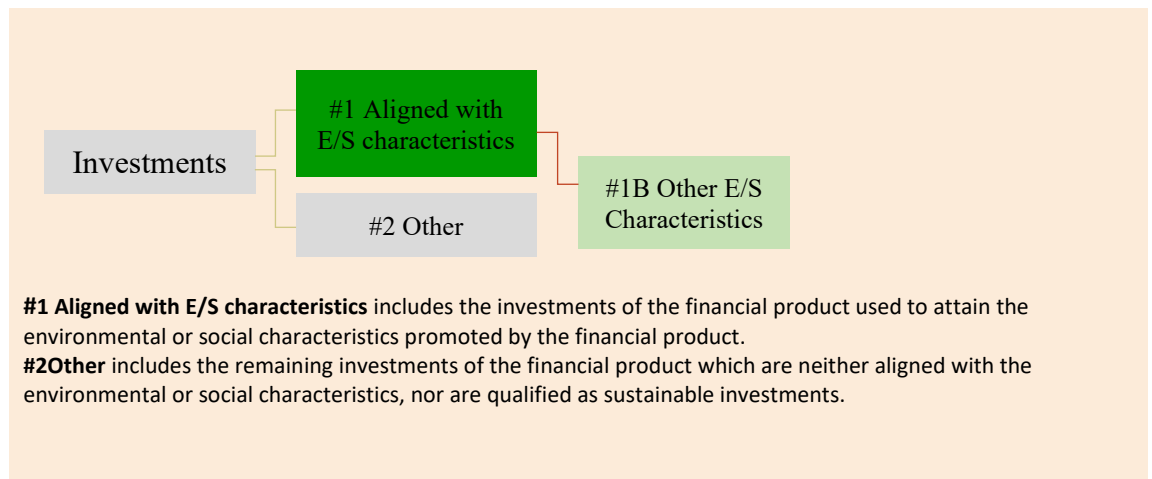 #1 Aligned with
E/S characteristics
Investments
#1B Other E/S
Characteristics
#2 Other
#1 Aligned with E/S characteristics includes the investments of the financial product used to attain the
environmental or social characteristics promoted by the financial product.
#2Other includes the remaining investments of the financial product which are neither aligned with the
environmental or social characteristics, nor are qualified as sustainable investments.